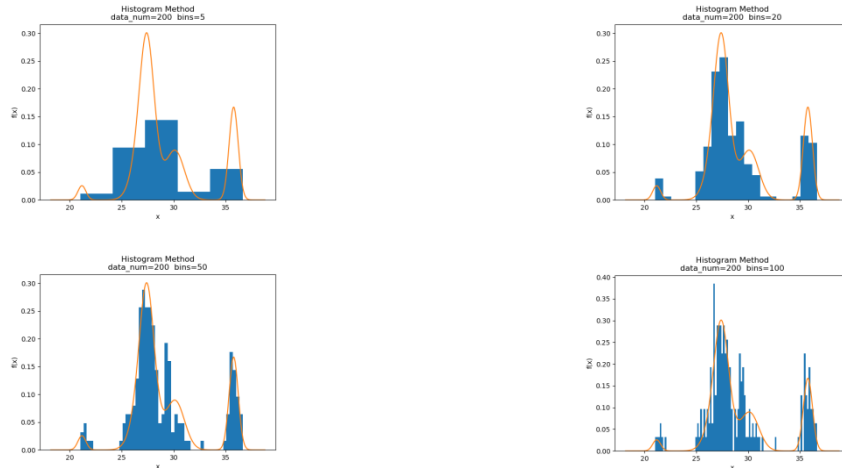 Histogram Method
data_num=200 bins=5
0.30
0.25
0.20
0.15
0.10
0.05
0.00
f(x)
20 25 30 35
x
Histogram Method
data_num=200 bins=20
0.30
0.25
0.20
0.15
0.10
0.05
0.00
f(x)
20 25 30 35
x
Histogram Method
data_num=200 bins=50
0.30
0.25
0.20
0.15
0.10
0.05
0.00
f(x)
20 25 30 35
x
Histogram Method
data_num=200 bins=100
0.40
0.35
0.30
0.25
0.20
0.15
0.10
0.05
0.00
f(x)
20 25 30 35
x